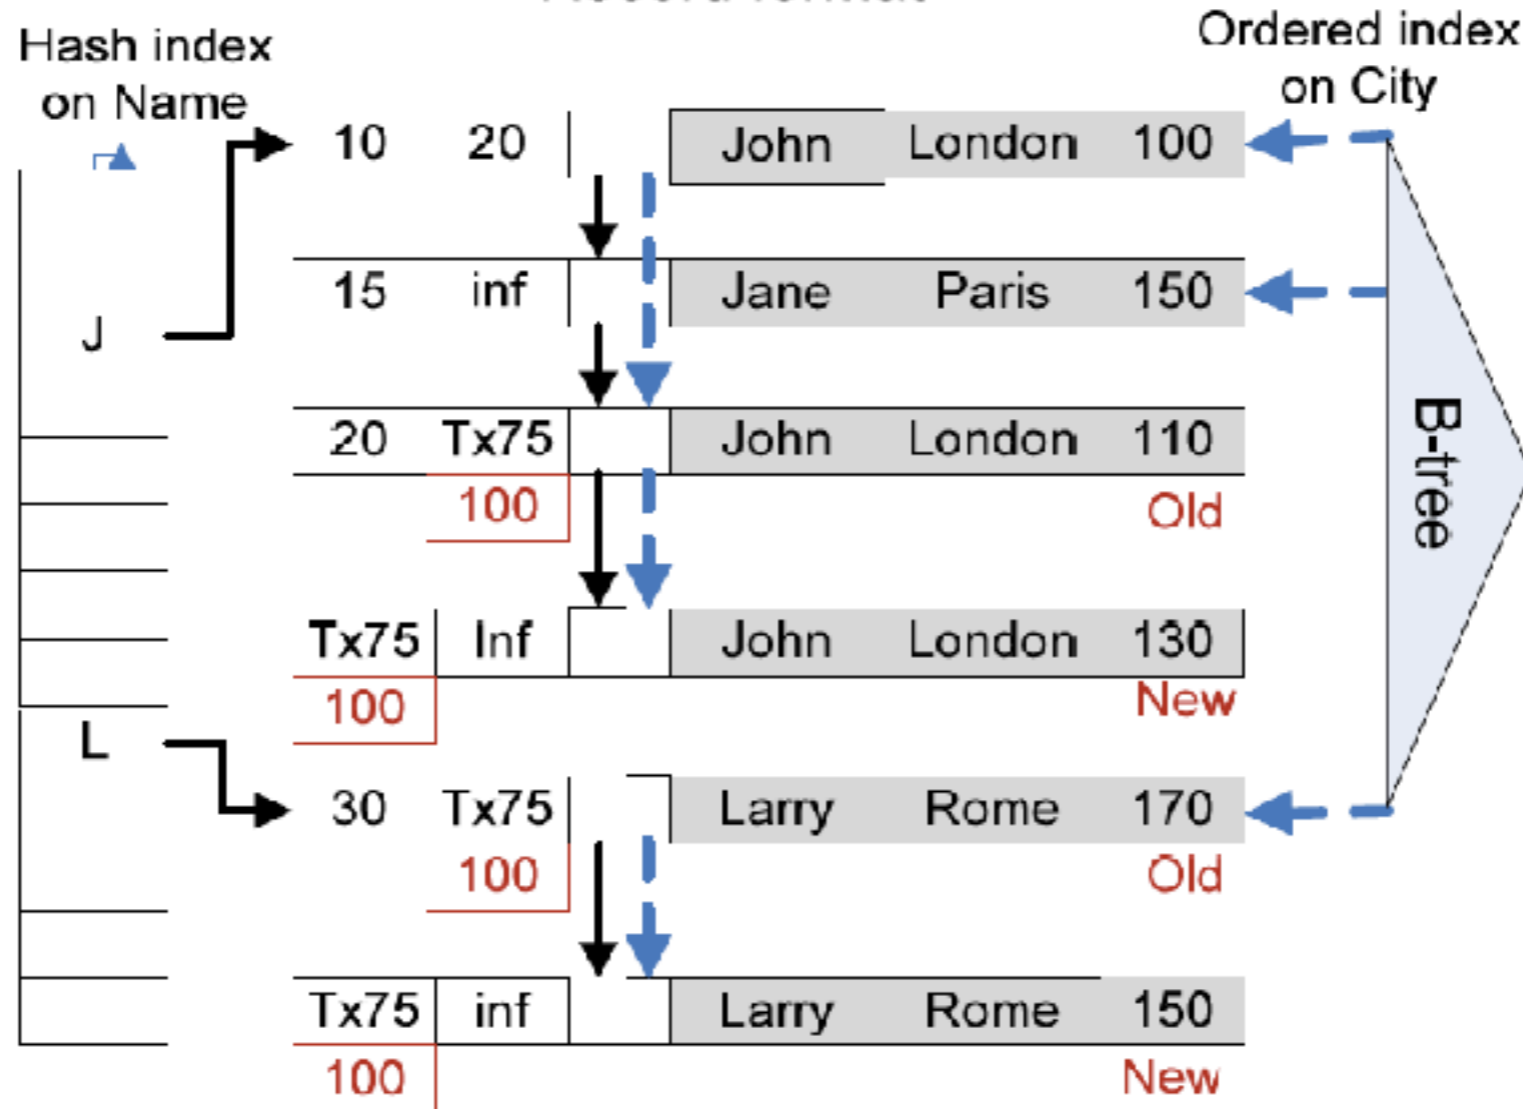 Hash index
on Name
Ordered index
on City
10 20 John London 100
15 inf Jane Paris 150
J
20 Tx75 John London 110
100 Old
B-tree
Tx75 Inf John London 130
100 New
L
30 Tx75 Larry Rome 170
100 Old
Tx75 inf Larry Rome 150
100 New